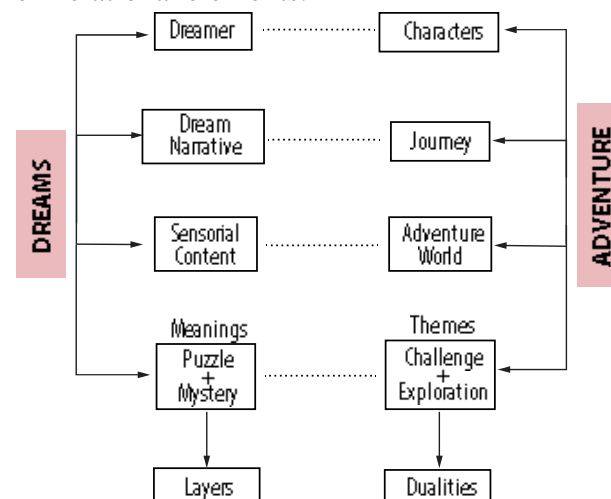 Dreamer
Characters
Dream
Narrative
Journey
DREAMS
ADVENTURE
Sensorial
Content
Adventure
World
Meanings
Themes
Puzzle
+
Mystery
Challenge
+
Exploration
Layers
Dualities